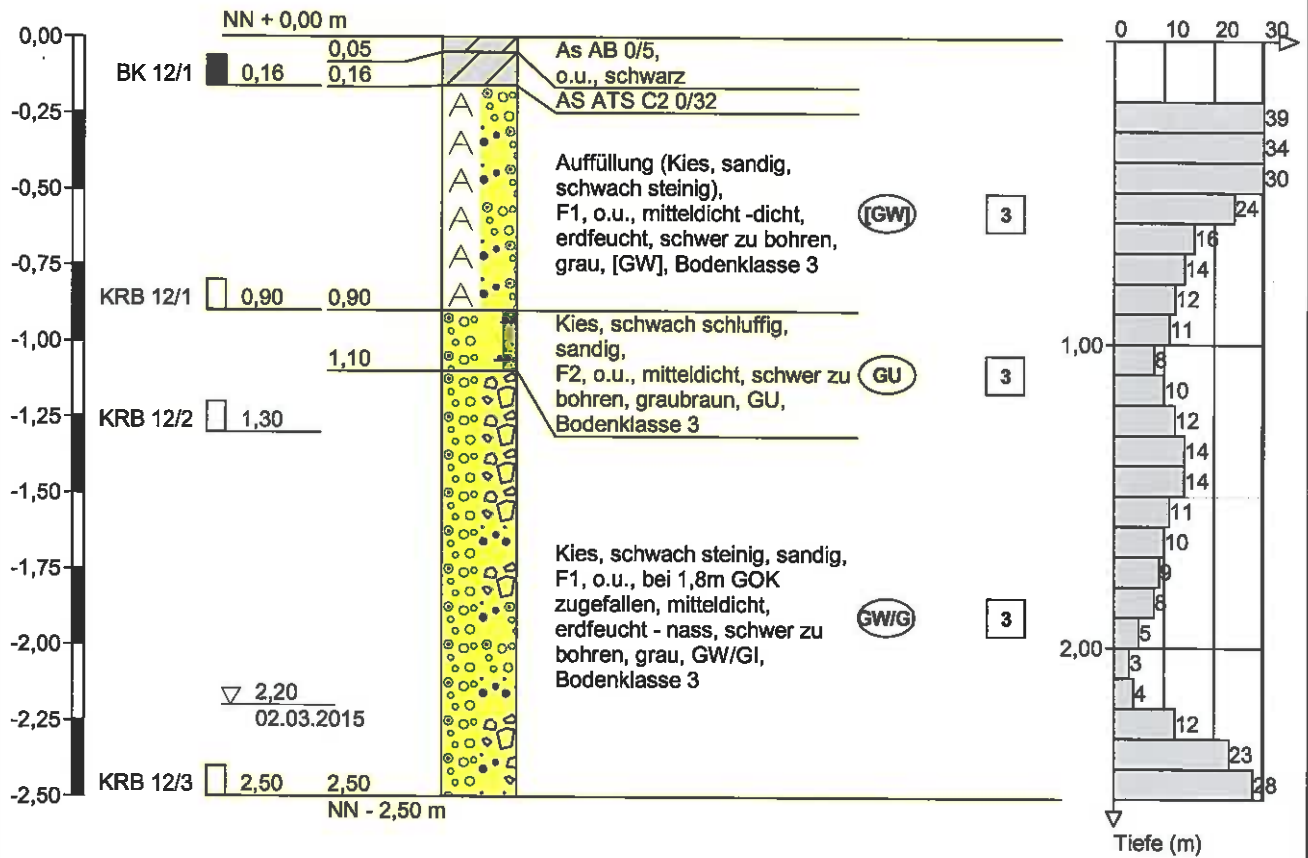 NN + 0,00 m
0,00
0,05
As AB 0/5,
o.u., schwarz
BK 12/1
0,16
0,16
AS ATS C2 0/32
-0,25
Auffüllung (Kies, sandig,
schwach steinig),
F1, o.u., mitteldicht -dicht,
erdfeucht, schwer zu bohren,
grau, [GW], Bodenklasse 3
[GW]
3
-0,50
-0,75
A
A
A
A
A
A
KRB 12/1
0,90
0,90
-1,00
1,10
Kies, schwach schluffig,
sandig,
F2, o.u., mitteldicht, schwer zu
bohren, graubraun, GU,
Bodenklasse 3
GU
3
-1,25
KRB 12/2
1,30
-1,50
-1,75
Kies, schwach steinig, sandig,
F1, o.u., bei 1,8m GOK
zugefallen, mitteldicht,
erdfeucht - nass, schwer zu
bohren, grau, GW/GI,
Bodenklasse 3
GW/G
3
-2,00
2,20
02.03.2015
-2,25
KRB 12/3
2,50
2,50
-2,50
NN - 2,50 m
0 10 20 30
39
34
30
24
16
14
12
11
1,00
8
10
12
14
14
11
10
9
8
5
2,00
3
4
12
23
28
Tiefe (m)